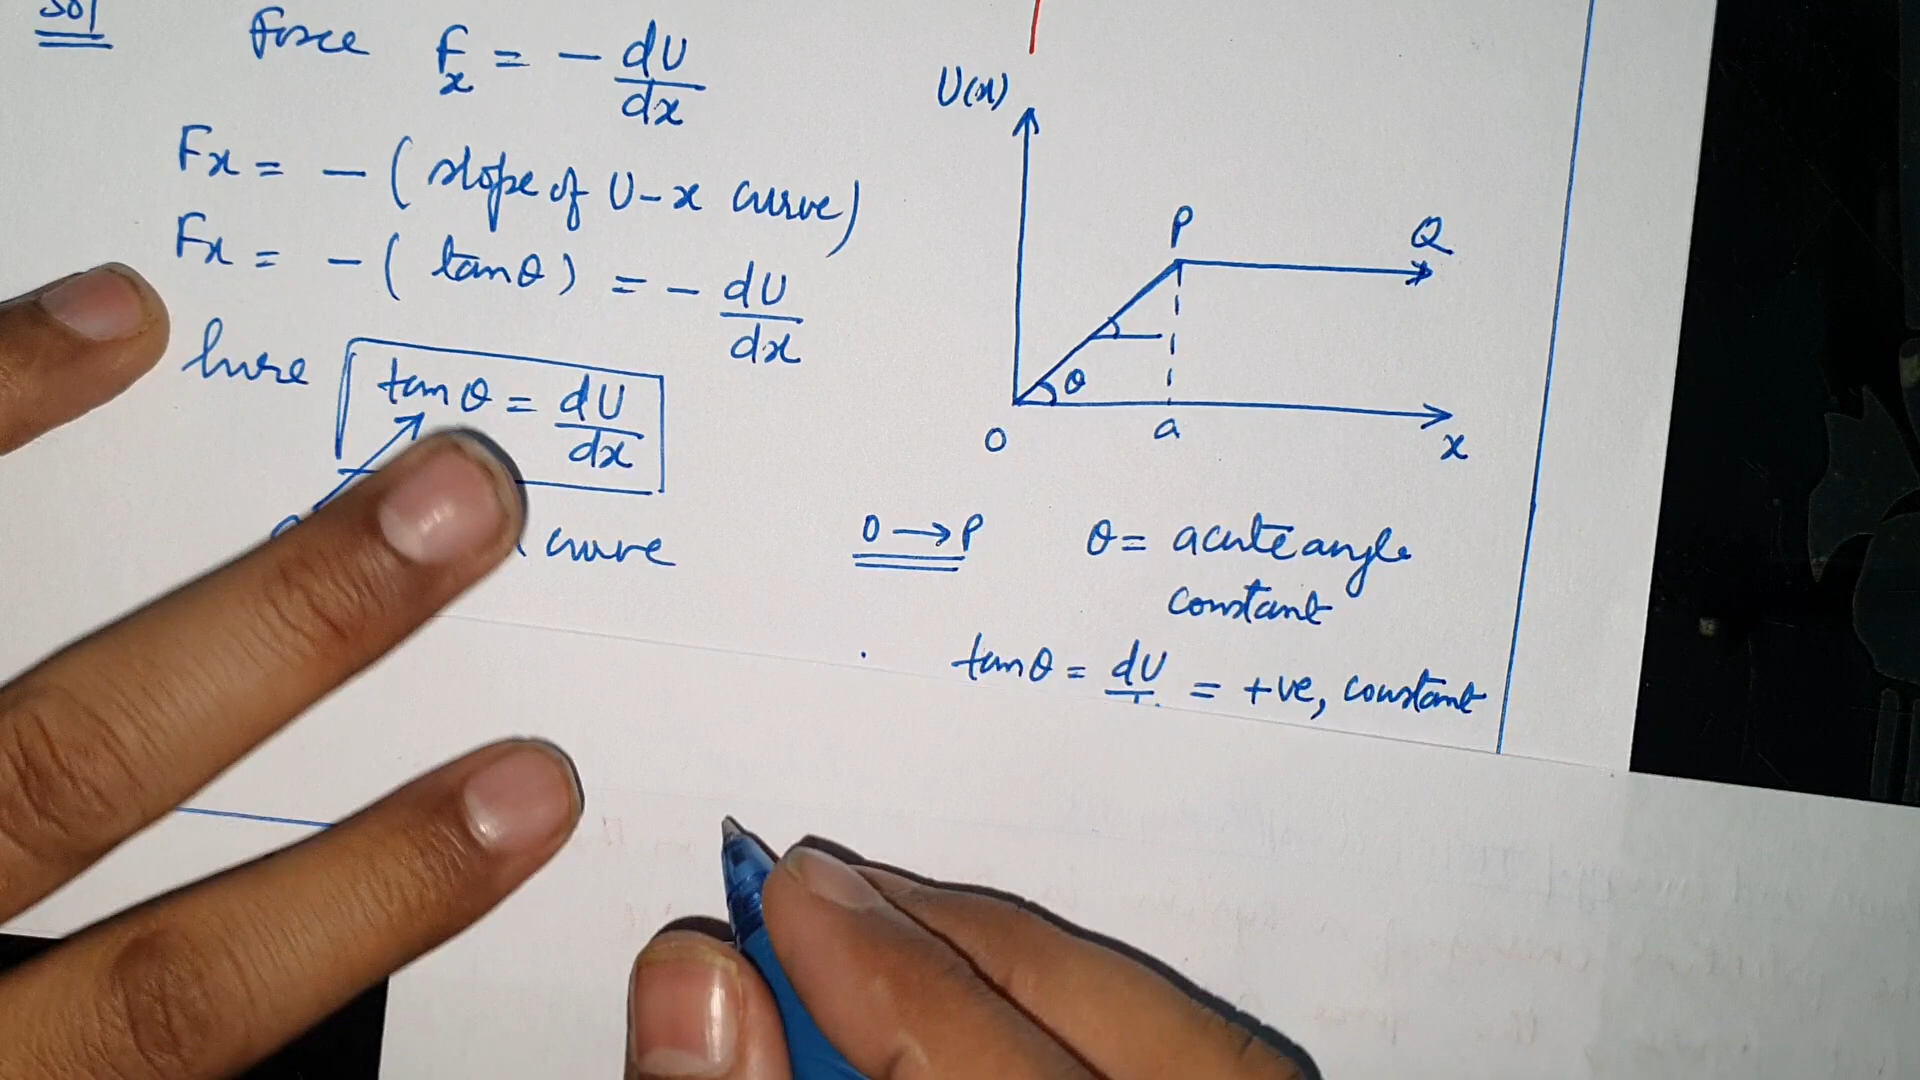 Sol
Force F_x = - dU/dx
Fx = - ( slope of U-x curve)
Fx = - ( tanθ ) = - dU/dx
here tanθ = dU/dx
curve
U(x)
P
Q
θ
O
a
x
O → P θ = acute angle
constant
tanθ = dU/ = +ve, constant